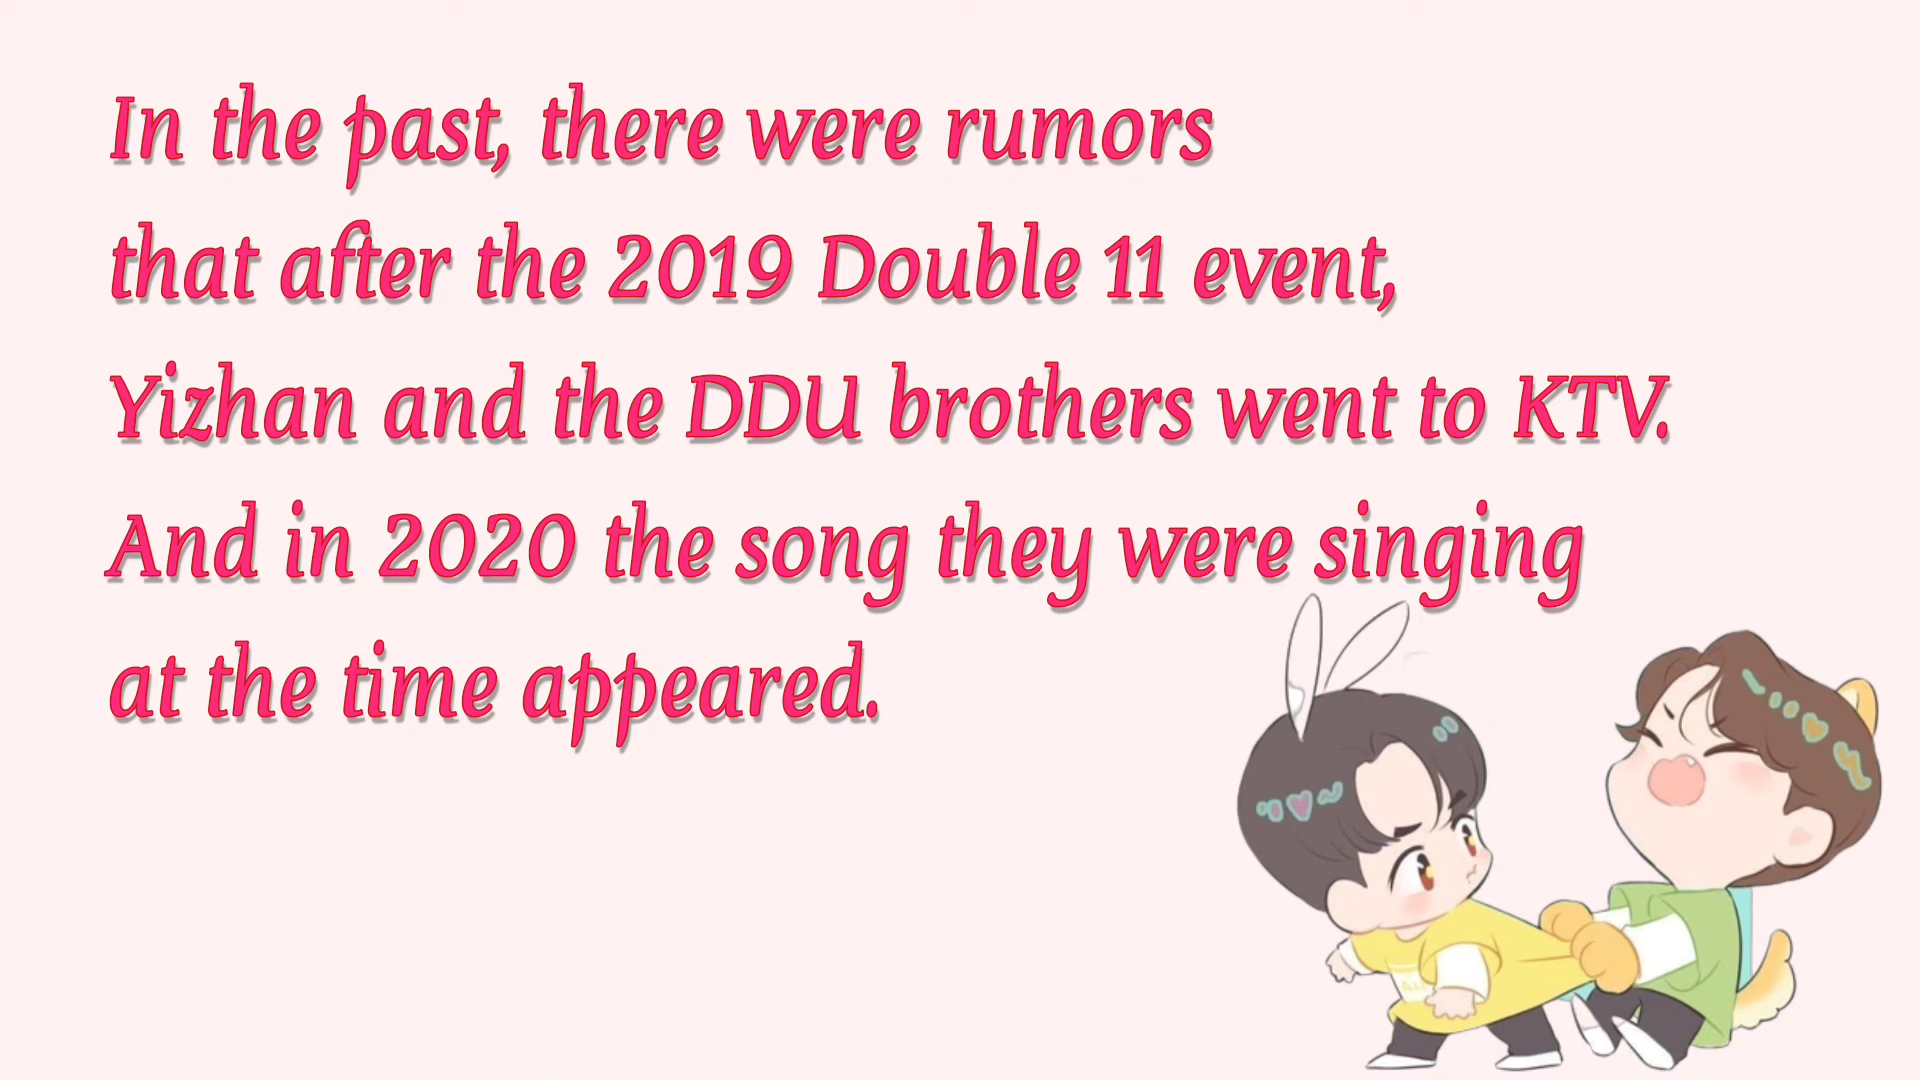 In the past, there were rumors
that after the 2019 Double 11 event,
Yizhan and the DDU brothers went to KTV.
And in 2020 the song they were singing
at the time appeared.